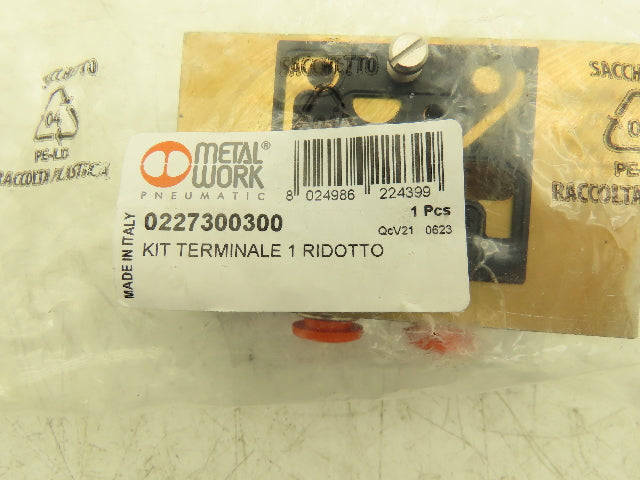 SACCHETTO
04
PE-LD
RACCOLTA PLASTICA
SACCHETTO
SACCHE
PE-
RACCOLTA
METAL®
WORK
PNEUMATIC
8 024986 224399
0227300300
1 Pcs
QcV21 0623
KIT TERMINALE 1 RIDOTTO
MADE IN ITALY